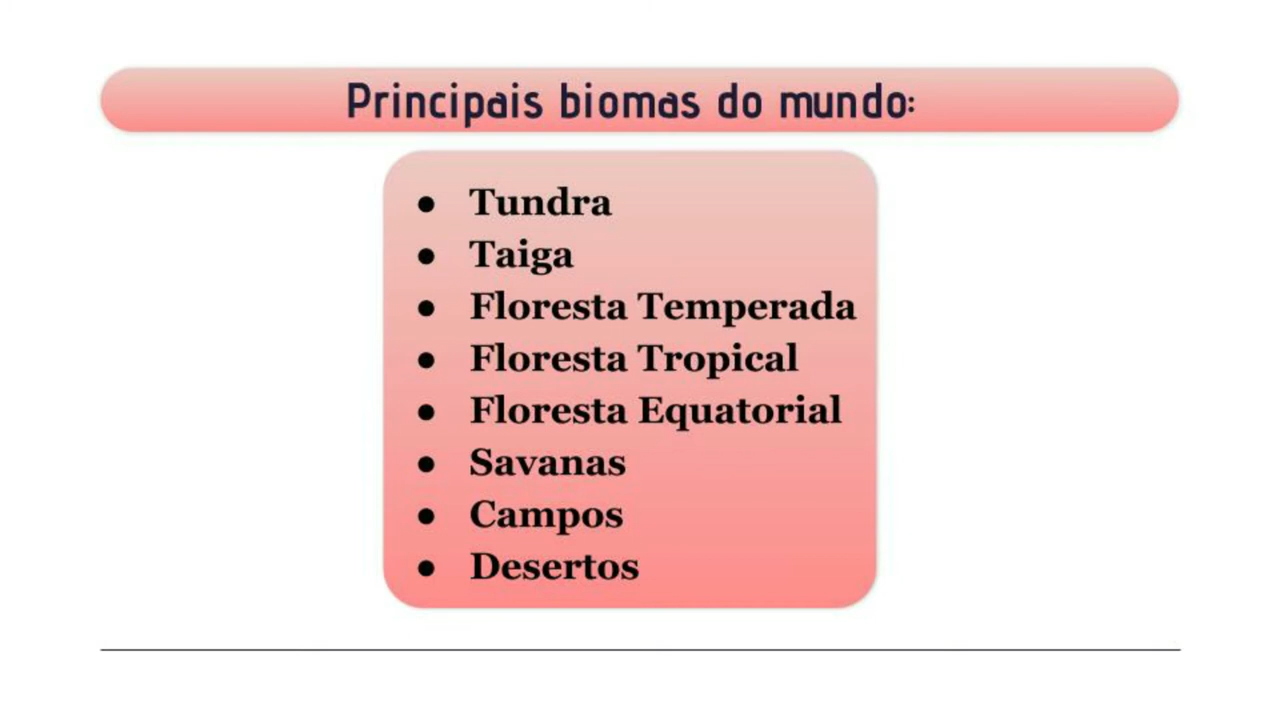 Principais biomas do mundo:
● Tundra
● Taiga
● Floresta Temperada
● Floresta Tropical
● Floresta Equatorial
● Savanas
● Campos
● Desertos